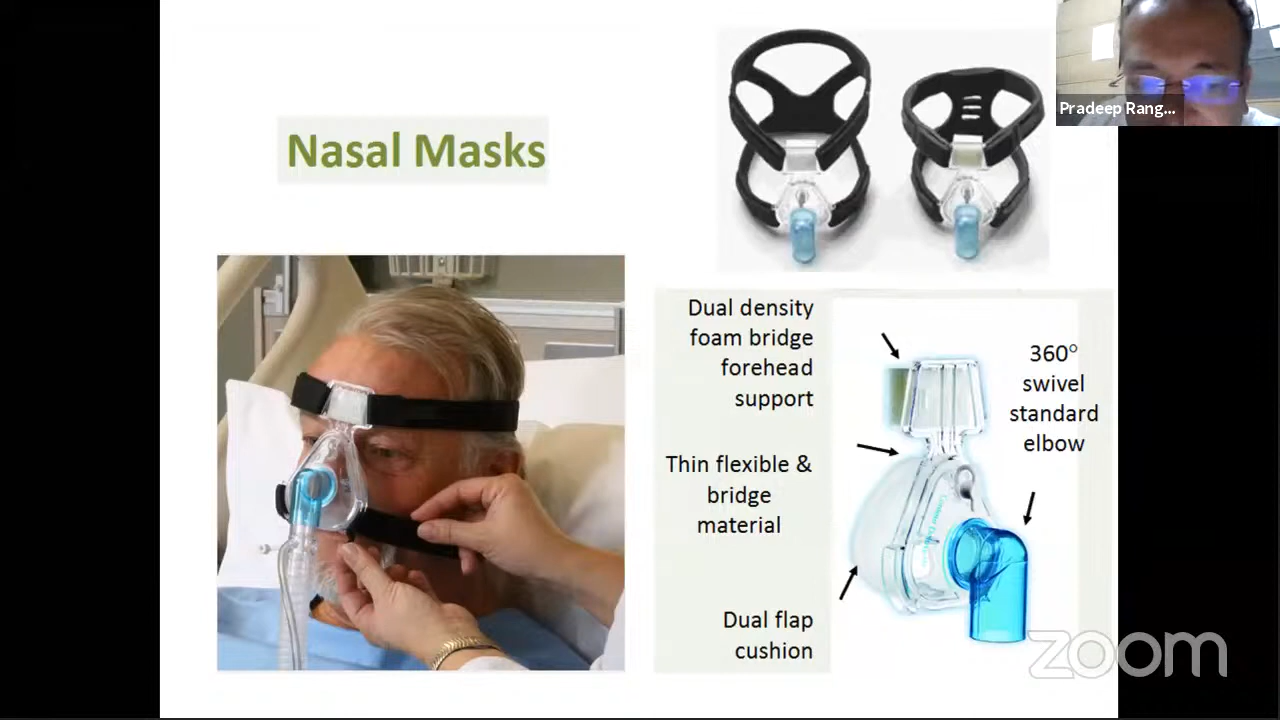 Nasal Masks
Pradeep Rang...
Dual density
foam bridge
forehead
support
360°
swivel
standard
elbow
Thin flexible &
bridge
material
Dual flap
cushion
zoom